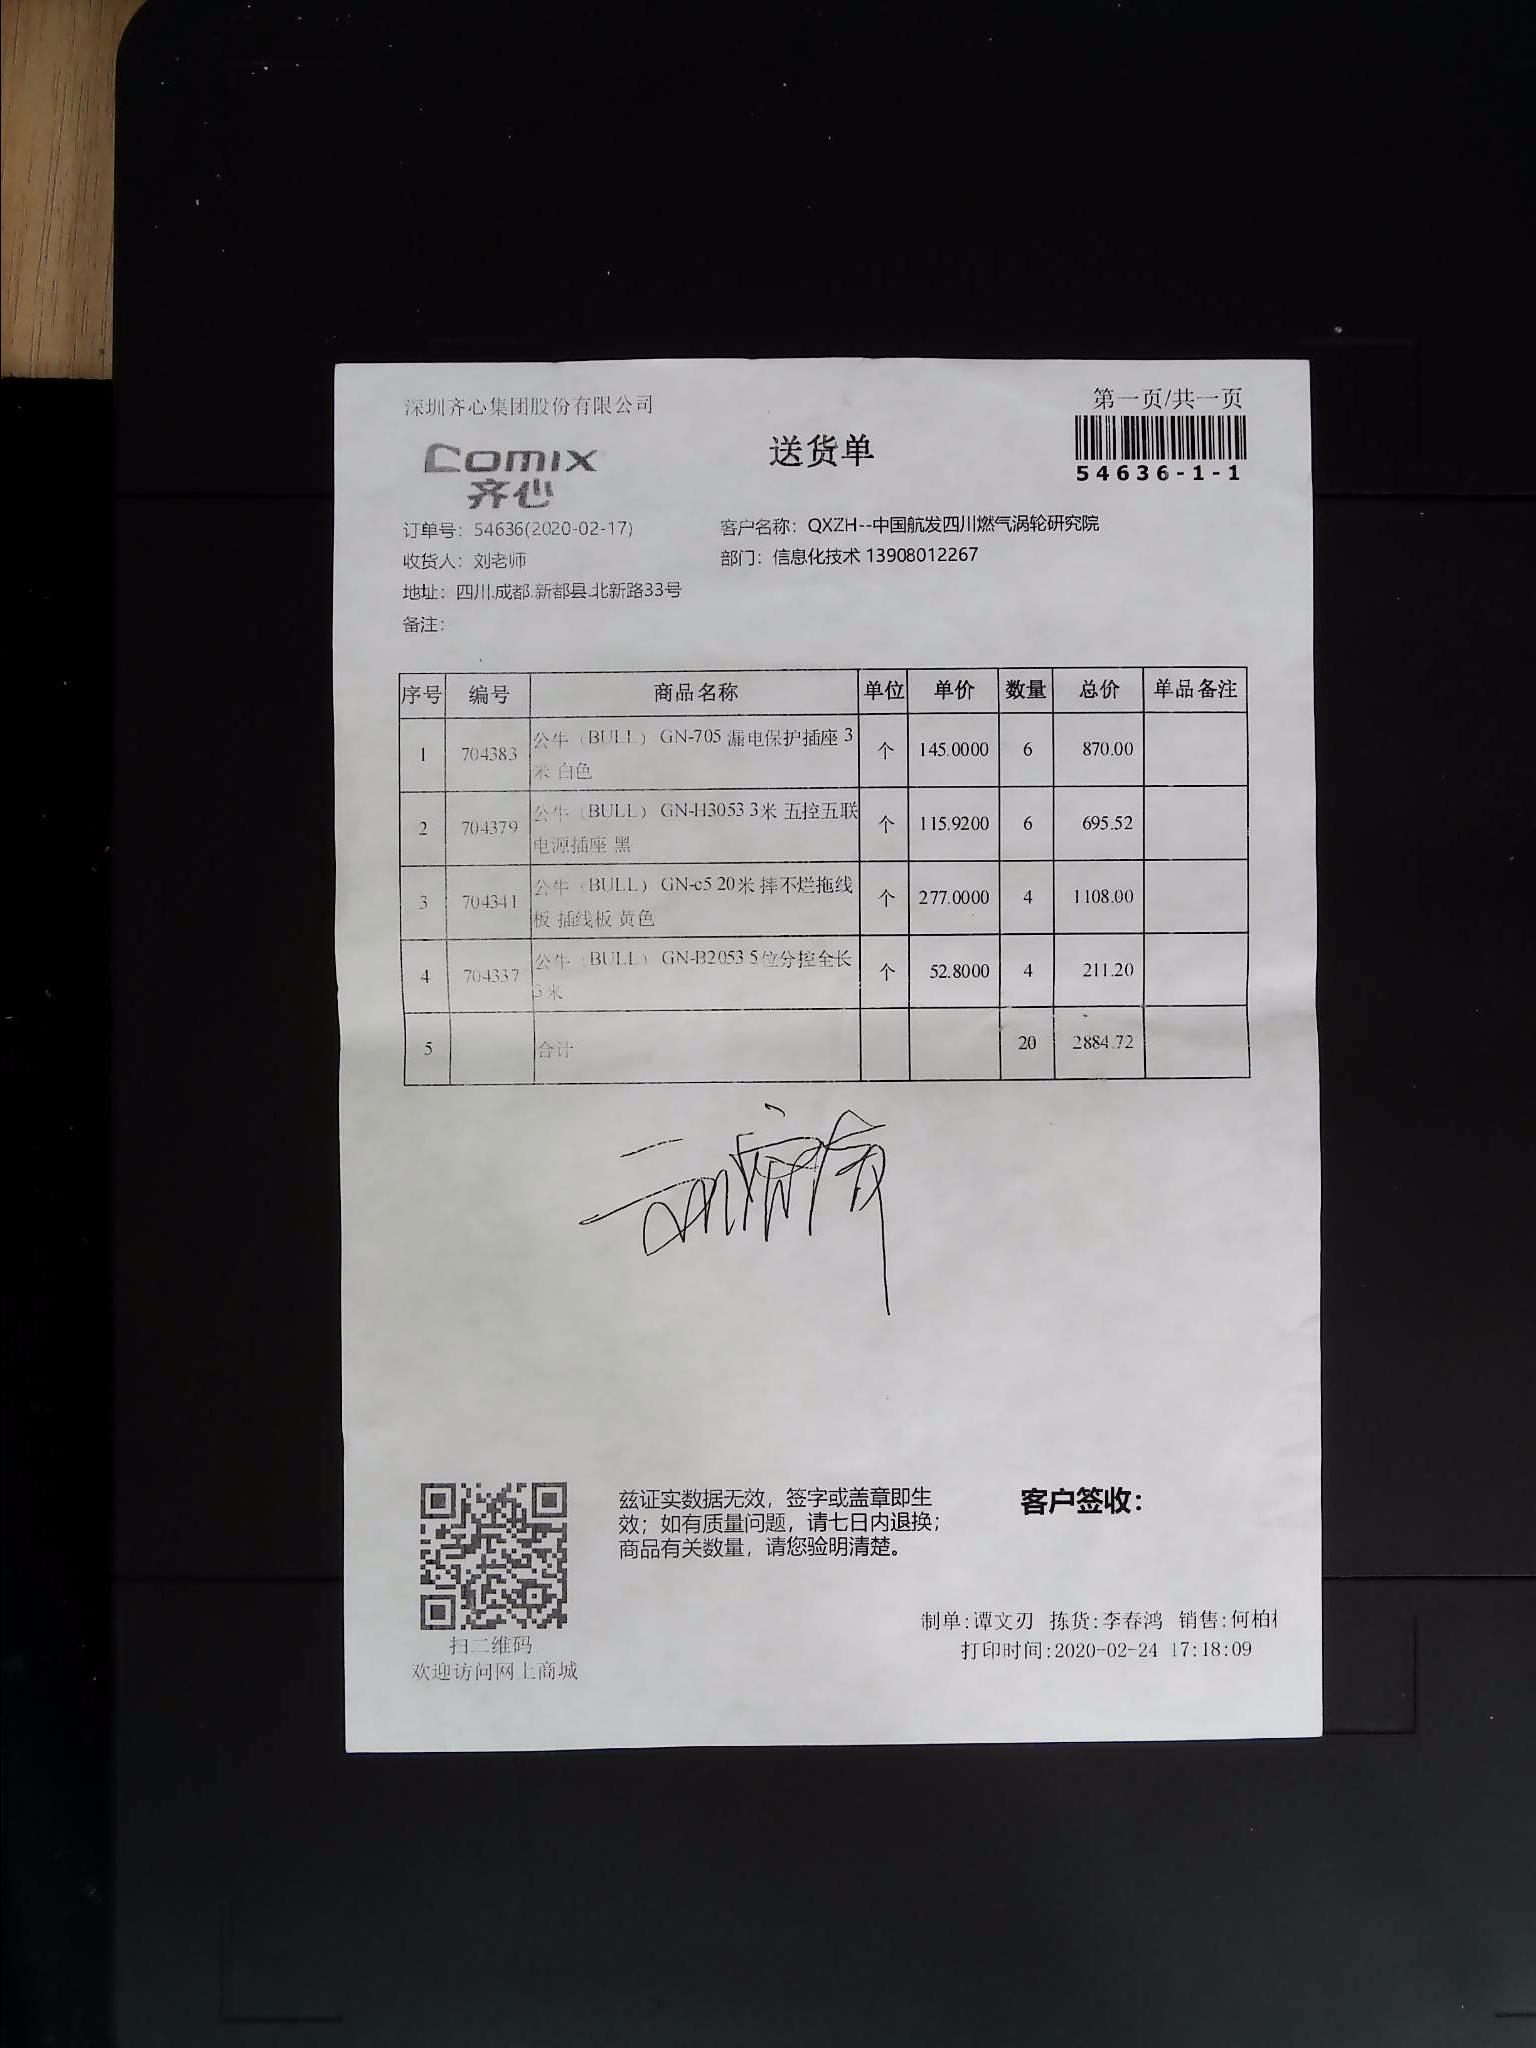 深圳齐心集团股份有限公司
第一页/共一页
comix
齐心
送货单
54636-1-1
订单号：54636(2020-02-17)
客户名称：QXZH--中国航发四川燃气涡轮研究院
收货人：刘老师
部门：信息化技术 13908012267
地址：四川.成都.新都县.北新路33号
备注：
序号 编号 商品名称 单位 单价 数量 总价 单品备注
1 704383 公牛（BULL） GN-705 漏电保护插座 3 个 145.0000 6 870.00
米 白色
2 704379 公牛（BULL） GN-H3053 3米 五控五联 个 115.9200 6 695.52
电源插座 黑
3 704341 公牛（BULL） GN-c5 20米 摔不烂拖线 个 277.0000 4 1108.00
板 插线板 黄色
4 704337 公牛（BULL） GN-B2053 5位分控全长 个 52.8000 4 211.20
3米
5 合计 20 2884.72
兹证实数据无效，签字或盖章即生
效；如有质量问题，请七日内退换；
商品有关数量，请您验明清楚。
客户签收：
扫二维码
欢迎访问网上商城
制单:谭文刃 拣货:李春鸿 销售:何柏
打印时间:2020-02-24 17:18:09